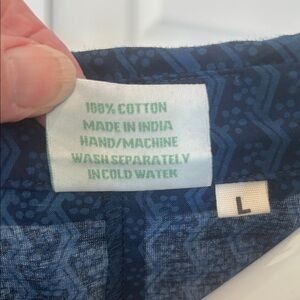 100% COTTON
MADE IN INDIA
HAND/MACHINE
WASH SEPARATELY
IN COLD WATER
L